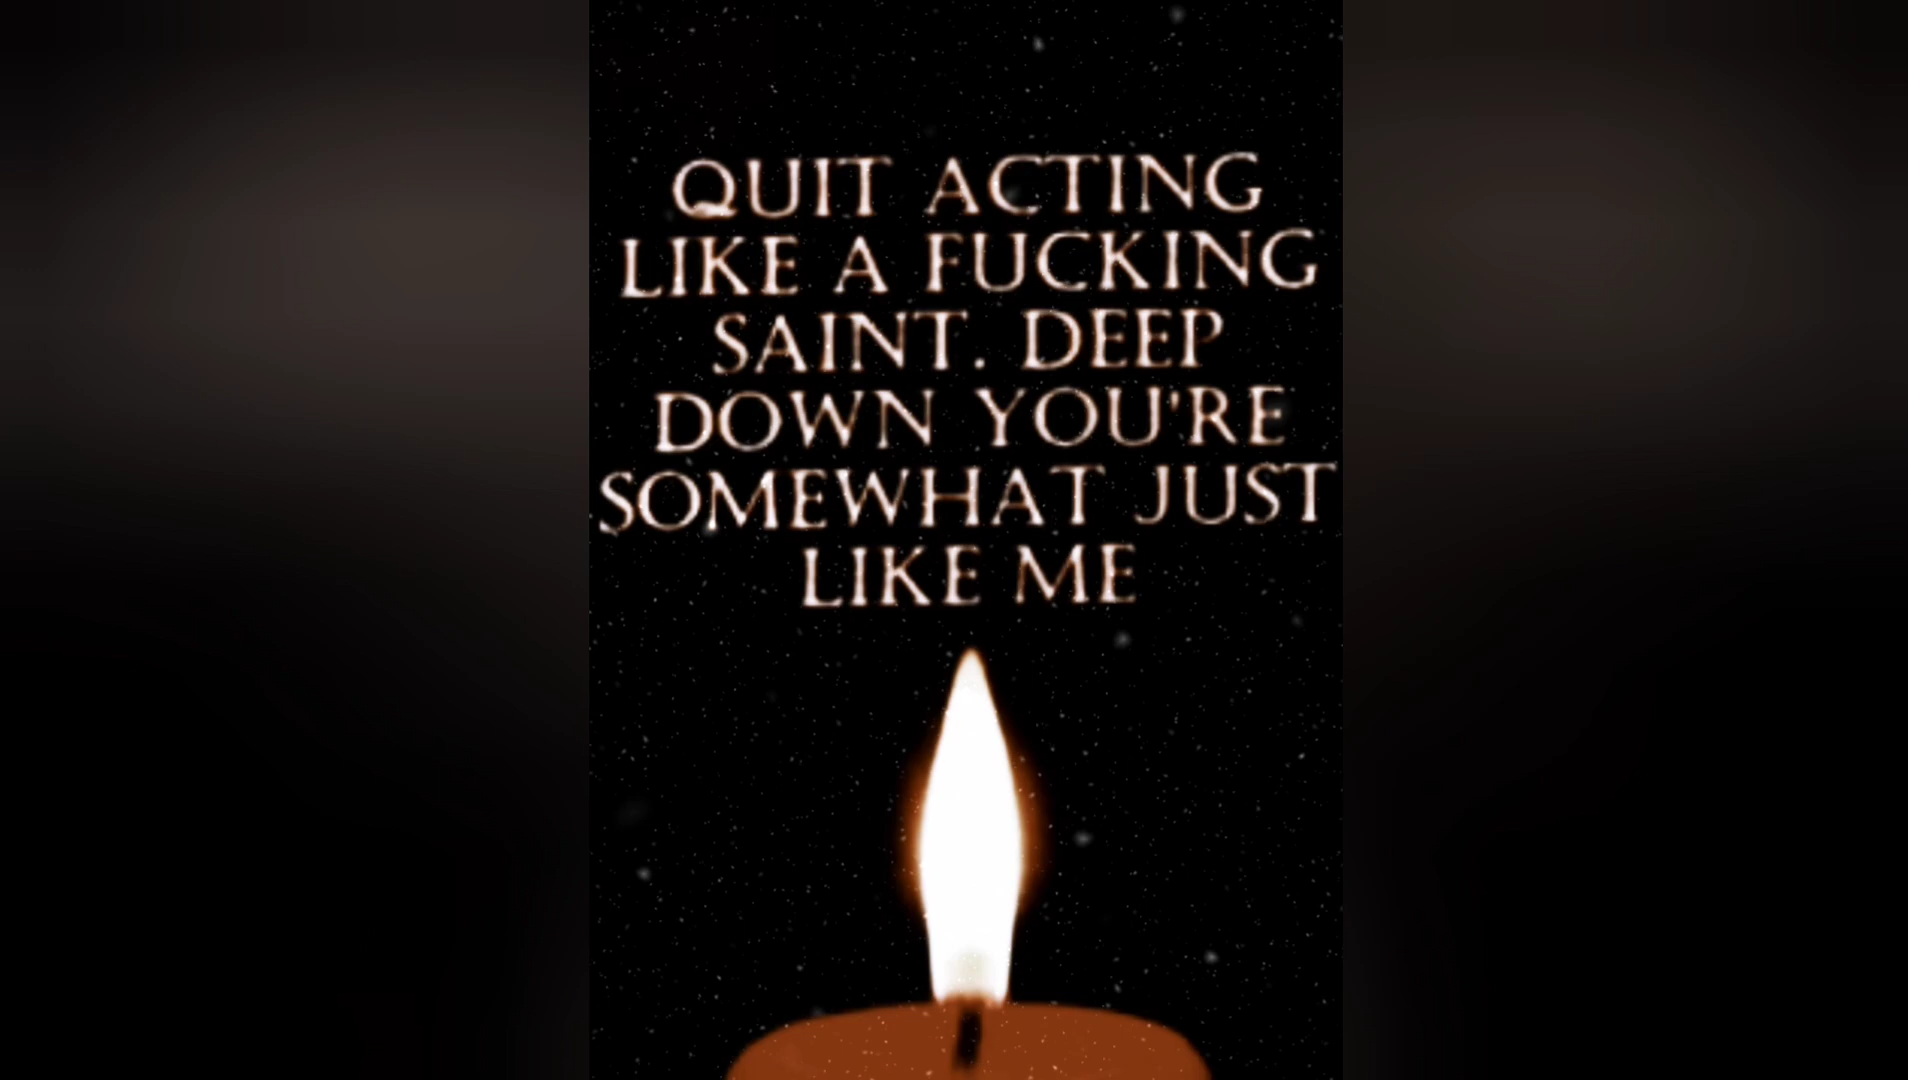 QUIT ACTING
LIKE A FUCKING
SAINT. DEEP
DOWN YOU'RE
SOMEWHAT JUST
LIKE ME